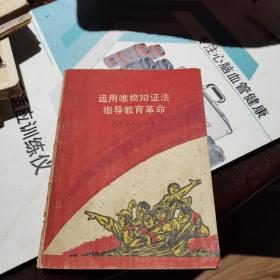 运用唯物辩证法
指导教育革命
注心脑血管健康
应训练仪